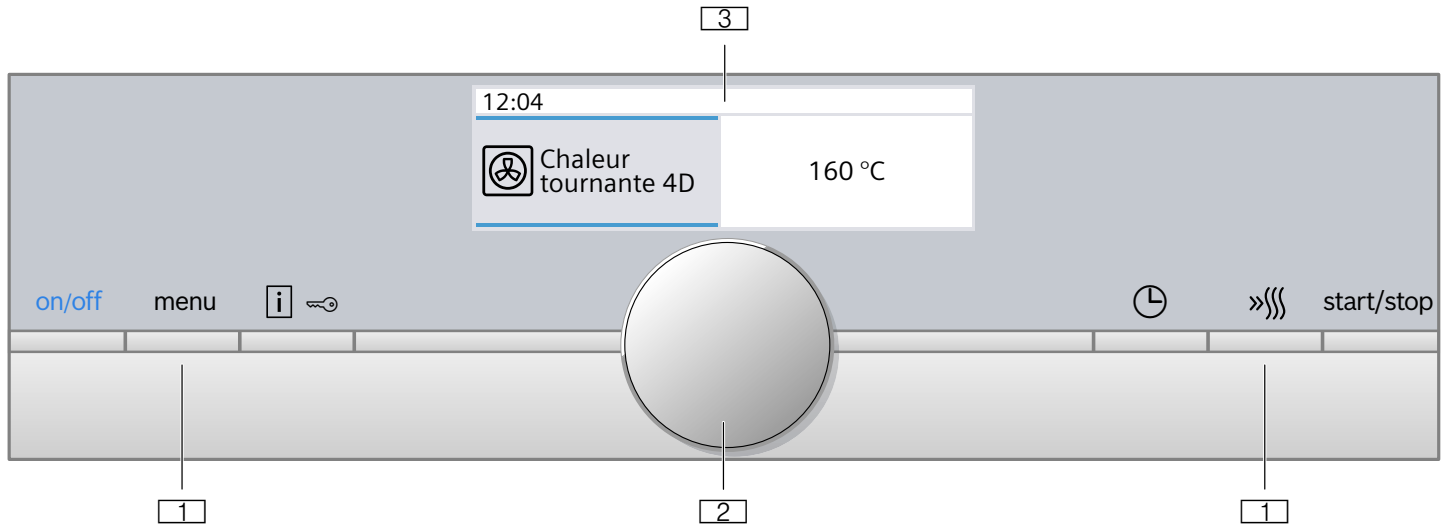 3
12:04
Chaleur
tournante 4D
160 °C
on/off menu i start/stop
1 2 1